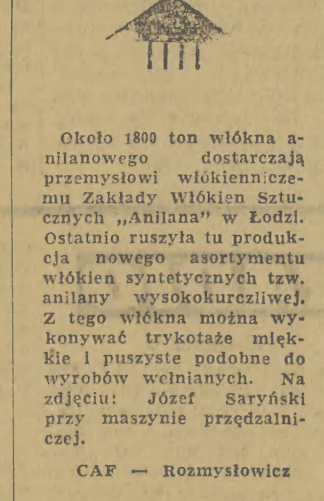 Około 1800 ton włókna a-
nilanowego dostarczają
przemysłowi włókiennicze-
mu Zakłady Włókien Sztu-
cznych „Anilana” w Łodzi.
Ostatnio ruszyła tu produk-
cja nowego asortymentu
włókien syntetycznych tzw.
anilany wysokokurczliwej.
Z tego włókna można wy-
konywać trykotaże mięk-
kie i puszyste podobne do
wyrobów wełnianych. Na
zdjęciu: Józef Saryński
przy maszynie przędzalni-
czej.
CAF — Rozmysłowicz